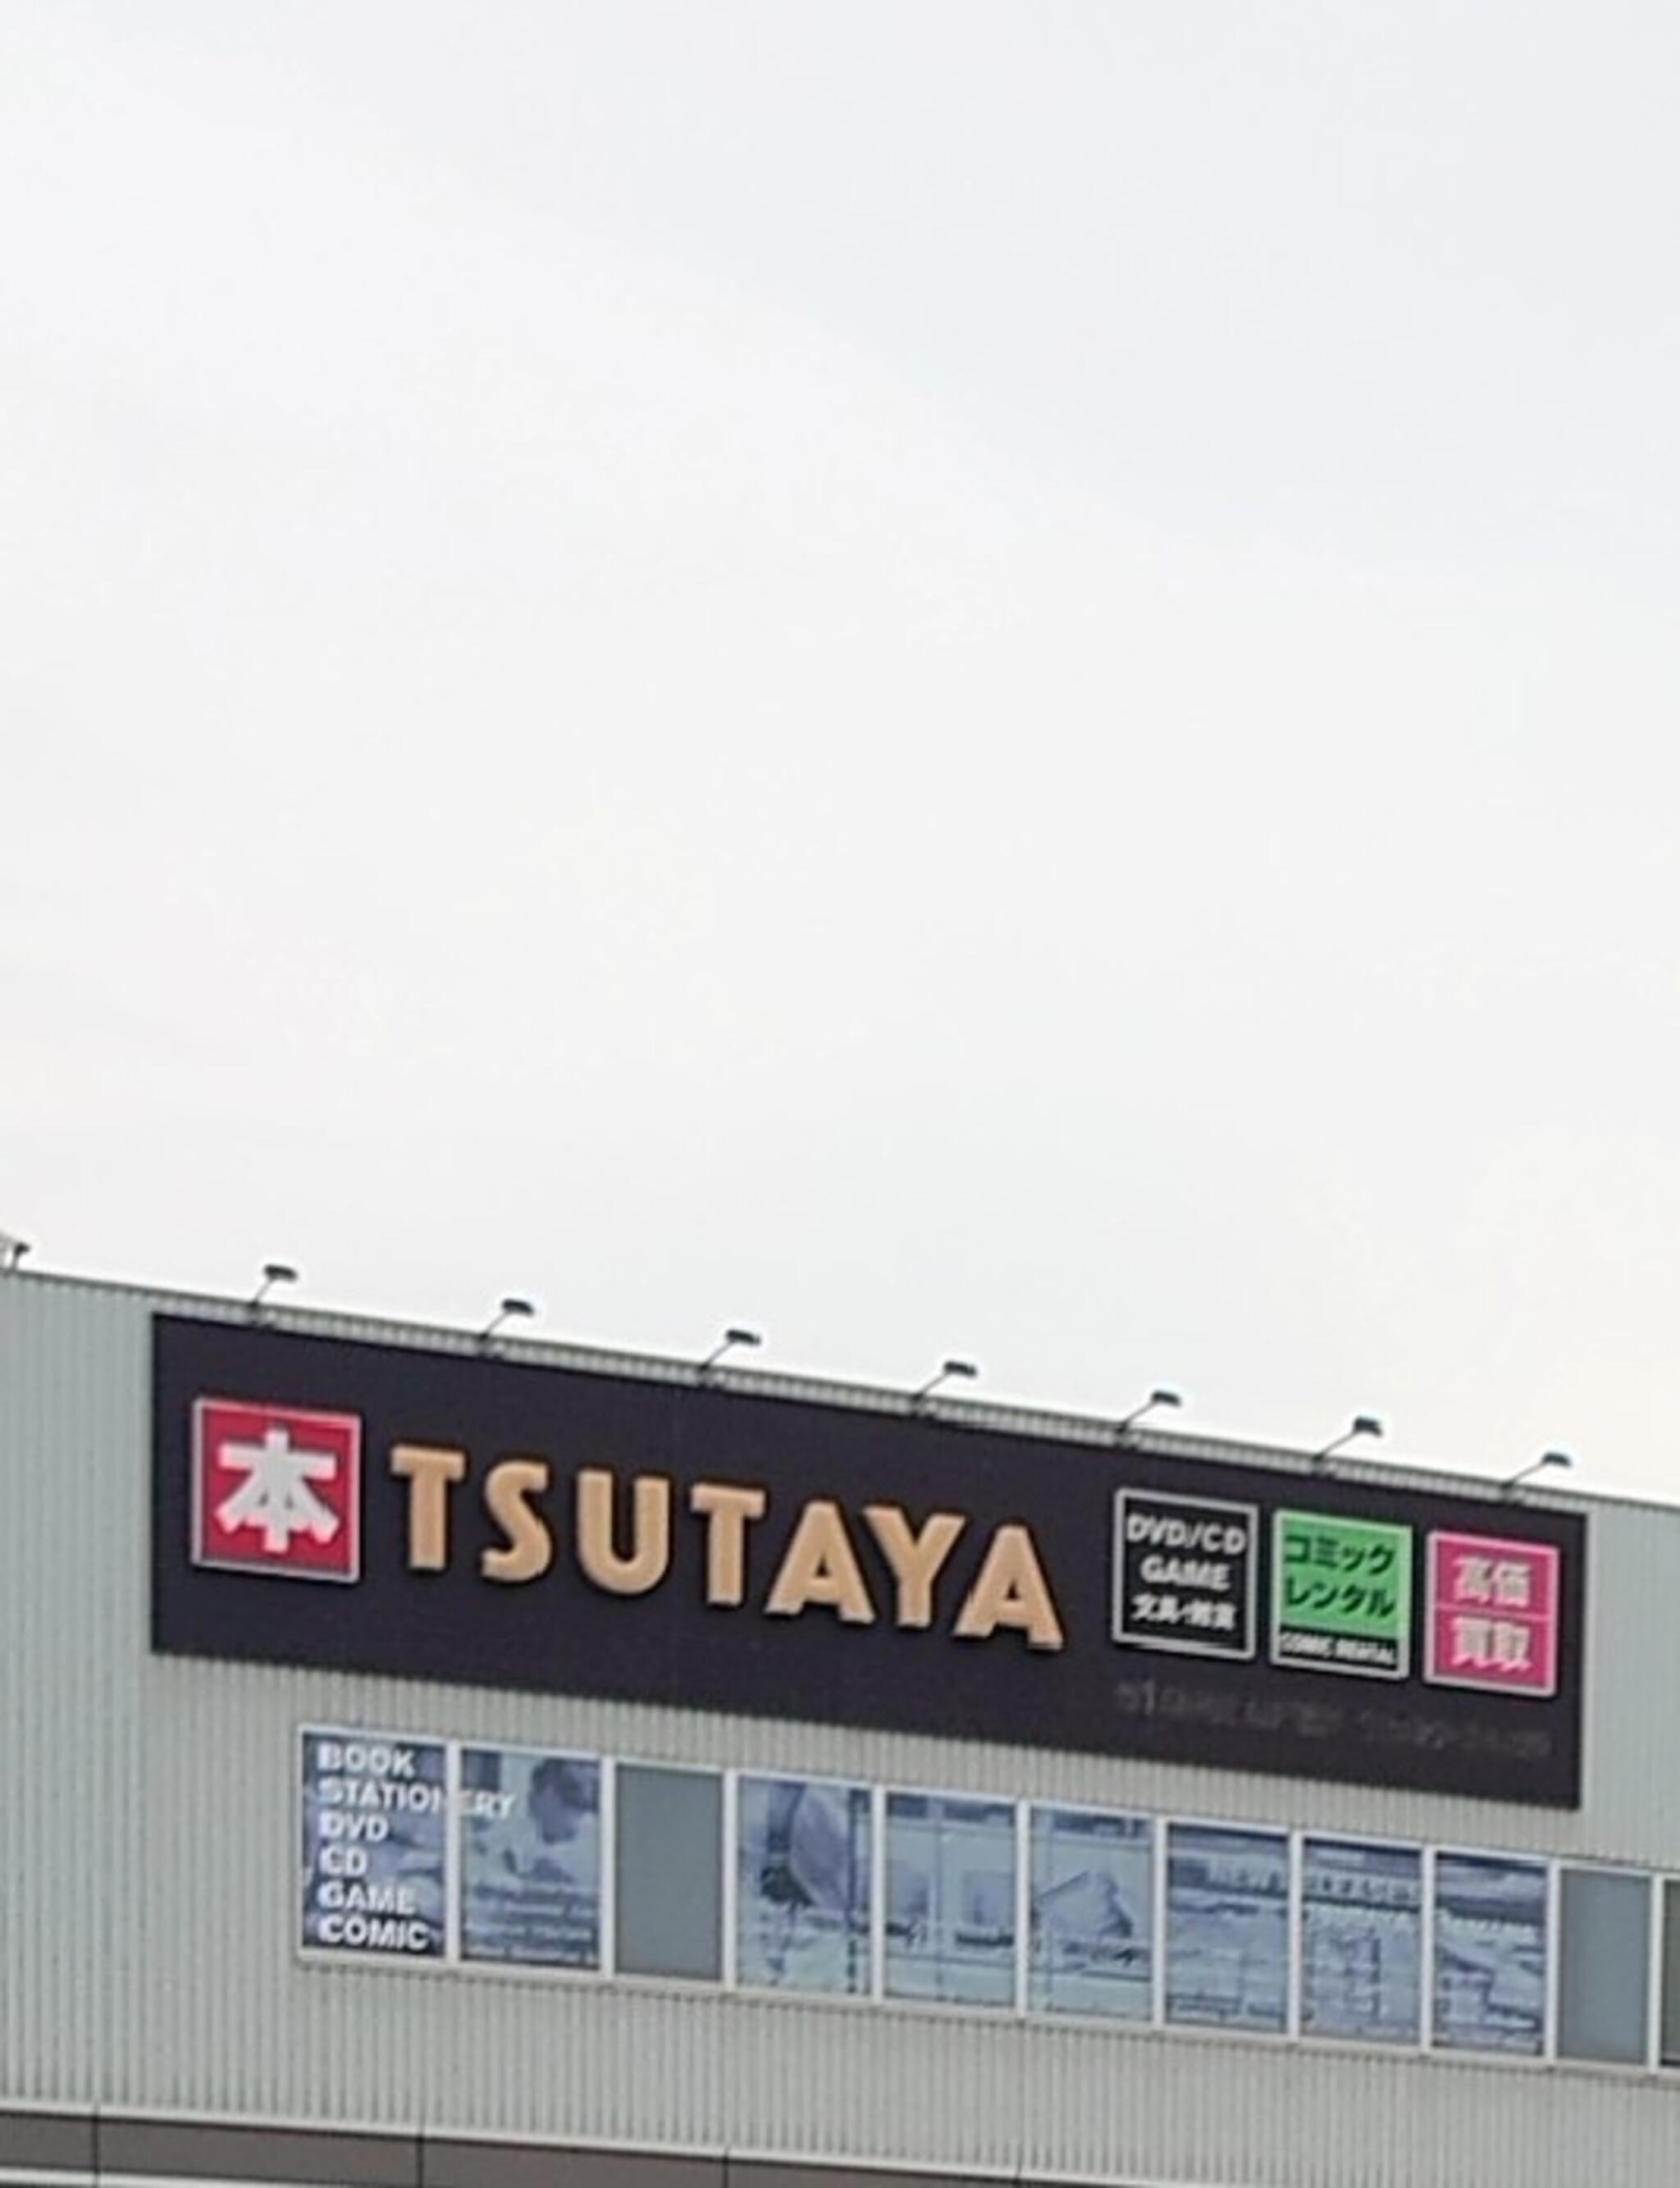 本 TSUTAYA
DVD/CD
GAME
文具・雑貨
コミック
レンタル
COMIC RENTAL
高価
買取
BOOK
STATIONERY
DVD
CD
GAME
COMIC